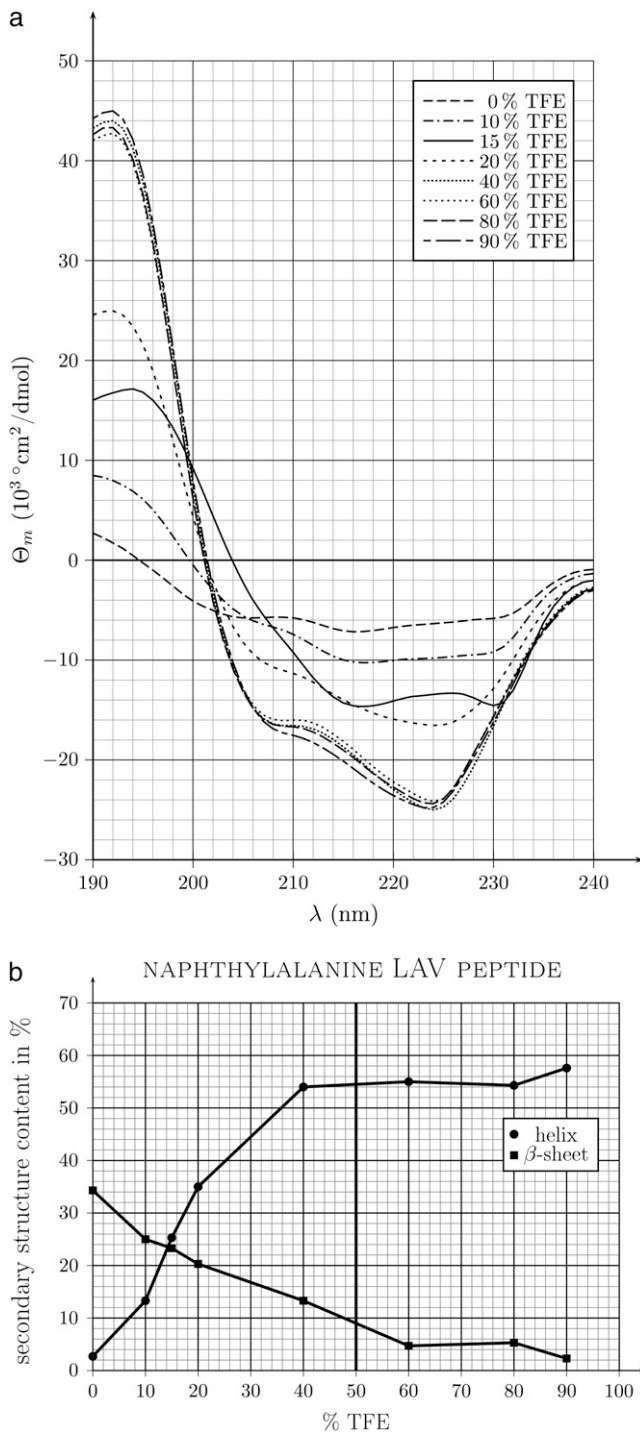 a
50
40
30
20
10
0
−10
−20
−30
190
200
210
220
230
240
Θm (10³ °cm²/dmol)
λ (nm)
0 % TFE
10 % TFE
15 % TFE
20 % TFE
40 % TFE
60 % TFE
80 % TFE
90 % TFE
b
NAPHTHYLALANINE LAV PEPTIDE
70
60
50
40
30
20
10
0
0
10
20
30
40
50
60
70
80
90
100
secondary structure content in %
% TFE
helix
β-sheet